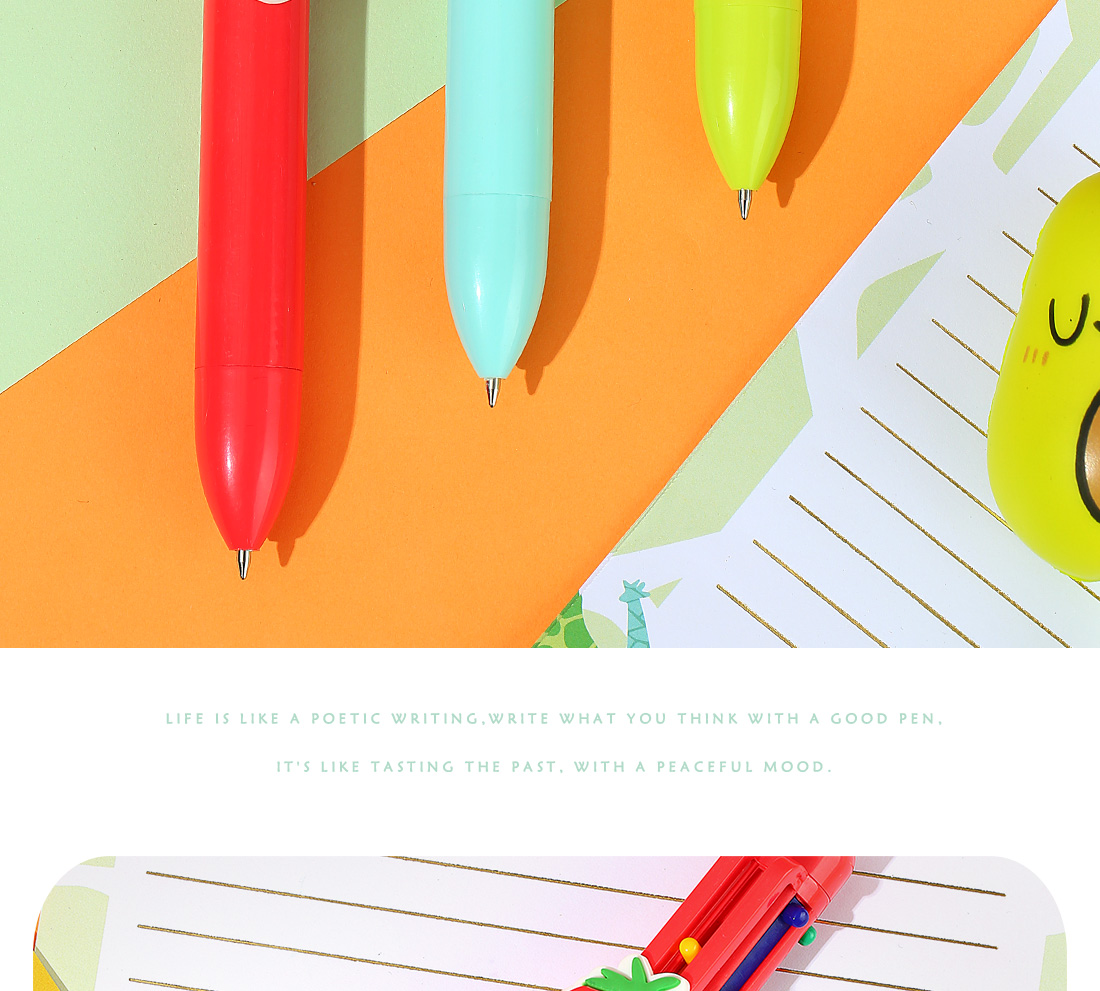 LIFE IS LIKE A POETIC WRITING,WRITE WHAT YOU THINK WITH A GOOD PEN,
IT'S LIKE TASTING THE PAST, WITH A PEACEFUL MOOD.